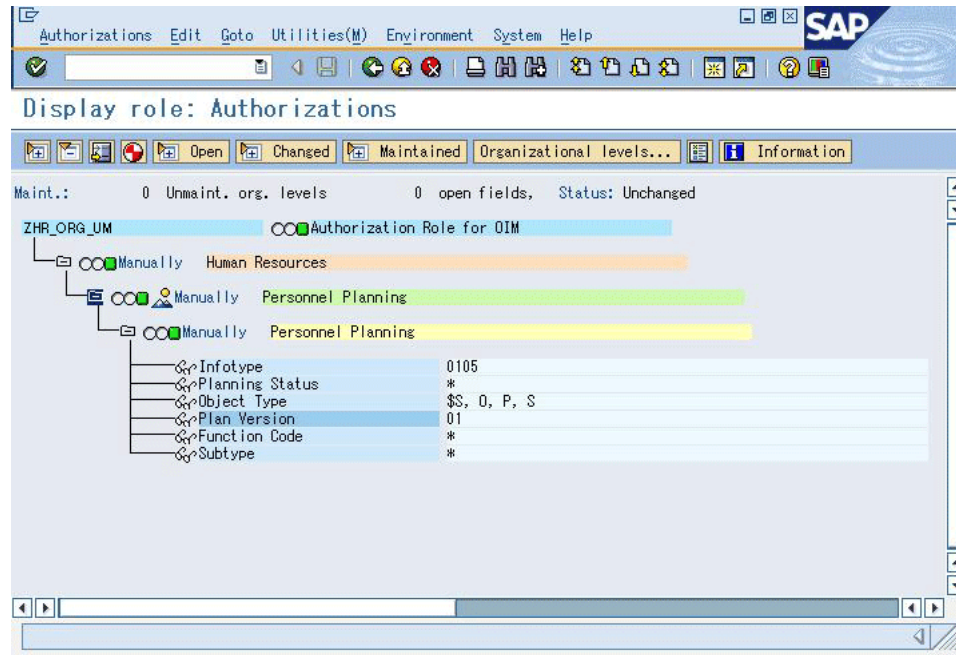 Authorizations Edit Goto Utilities(M) Environment System Help
SAP
Display role: Authorizations
Open Changed Maintained Organizational levels... Information
Maint.: 0 Unmaint. org. levels 0 open fields, Status: Unchanged
ZHR_ORG_UM Authorization Role for OIM
Manually Human Resources
Manually Personnel Planning
Manually Personnel Planning
Infotype 0105
Planning Status *
Object Type $S, O, P, S
Plan Version 01
Function Code *
Subtype *